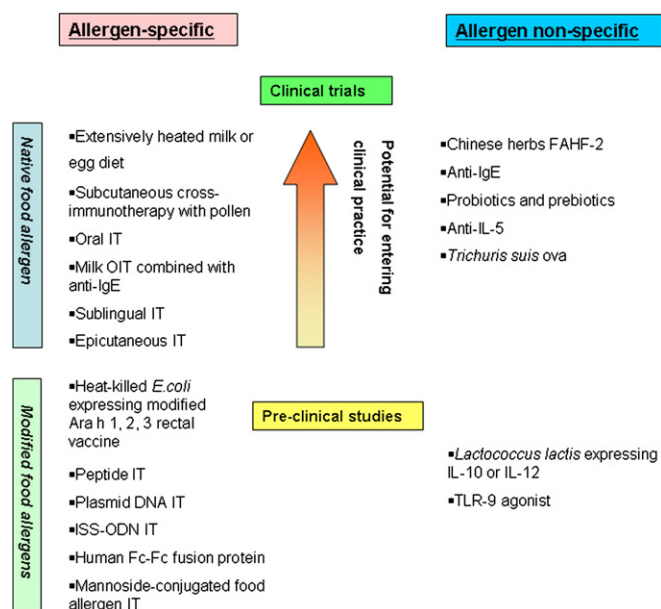 Allergen-specific
Allergen non-specific
Clinical trials
Native food allergen
▪Extensively heated milk or
egg diet
▪Subcutaneous cross-
immunotherapy with pollen
▪Oral IT
▪Milk OIT combined with
anti-IgE
▪Sublingual IT
▪Epicutaneous IT
Potential for entering
clinical practice
▪Chinese herbs FAHF-2
▪Anti-IgE
▪Probiotics and prebiotics
▪Anti-IL-5
▪Trichuris suis ova
Modified food allergens
▪Heat-killed E.coli
expressing modified
Ara h 1, 2, 3 rectal
vaccine
▪Peptide IT
▪Plasmid DNA IT
▪ISS-ODN IT
▪Human Fc-Fc fusion protein
▪Mannoside-conjugated food
allergen IT
Pre-clinical studies
▪Lactococcus lactis expressing
IL-10 or IL-12
▪TLR-9 agonist